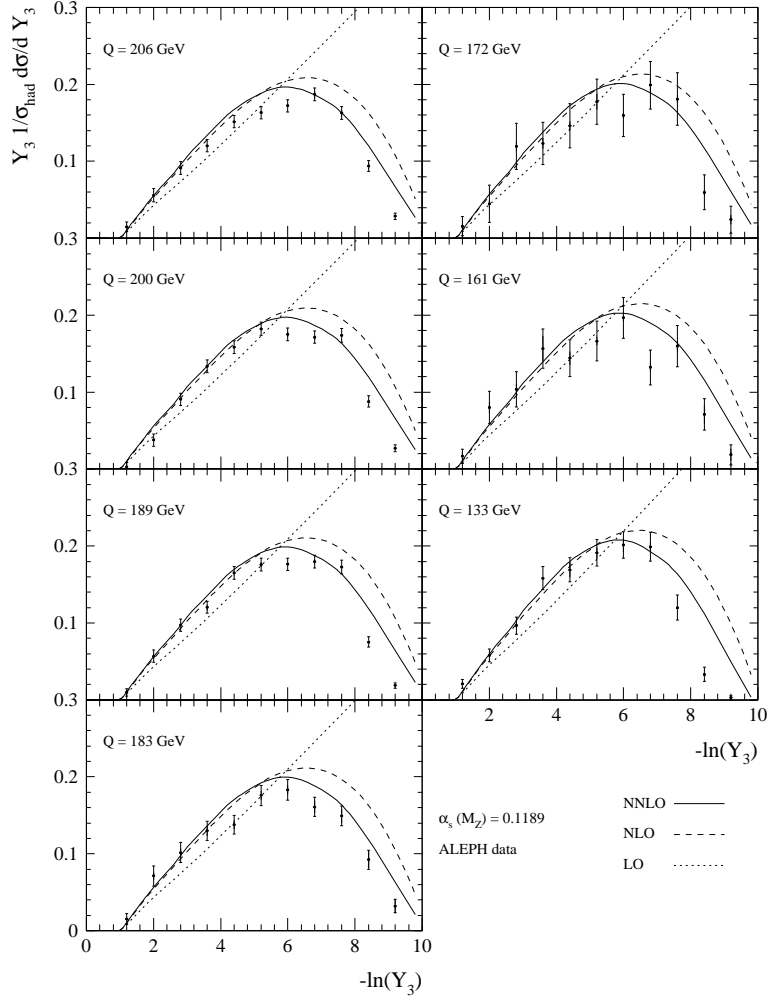 Y3 1/σhad dσ/d Y3
0.3
0.2
0.1
0.3
0.2
0.1
0.3
0.2
0.1
0.3
0.2
0.1
0
Q = 206 GeV
Q = 172 GeV
Q = 200 GeV
Q = 161 GeV
Q = 189 GeV
Q = 133 GeV
2 4 6 8 10
-ln(Y3)
Q = 183 GeV
αs (MZ) = 0.1189
ALEPH data
NNLO
NLO
LO
0 2 4 6 8 10
-ln(Y3)